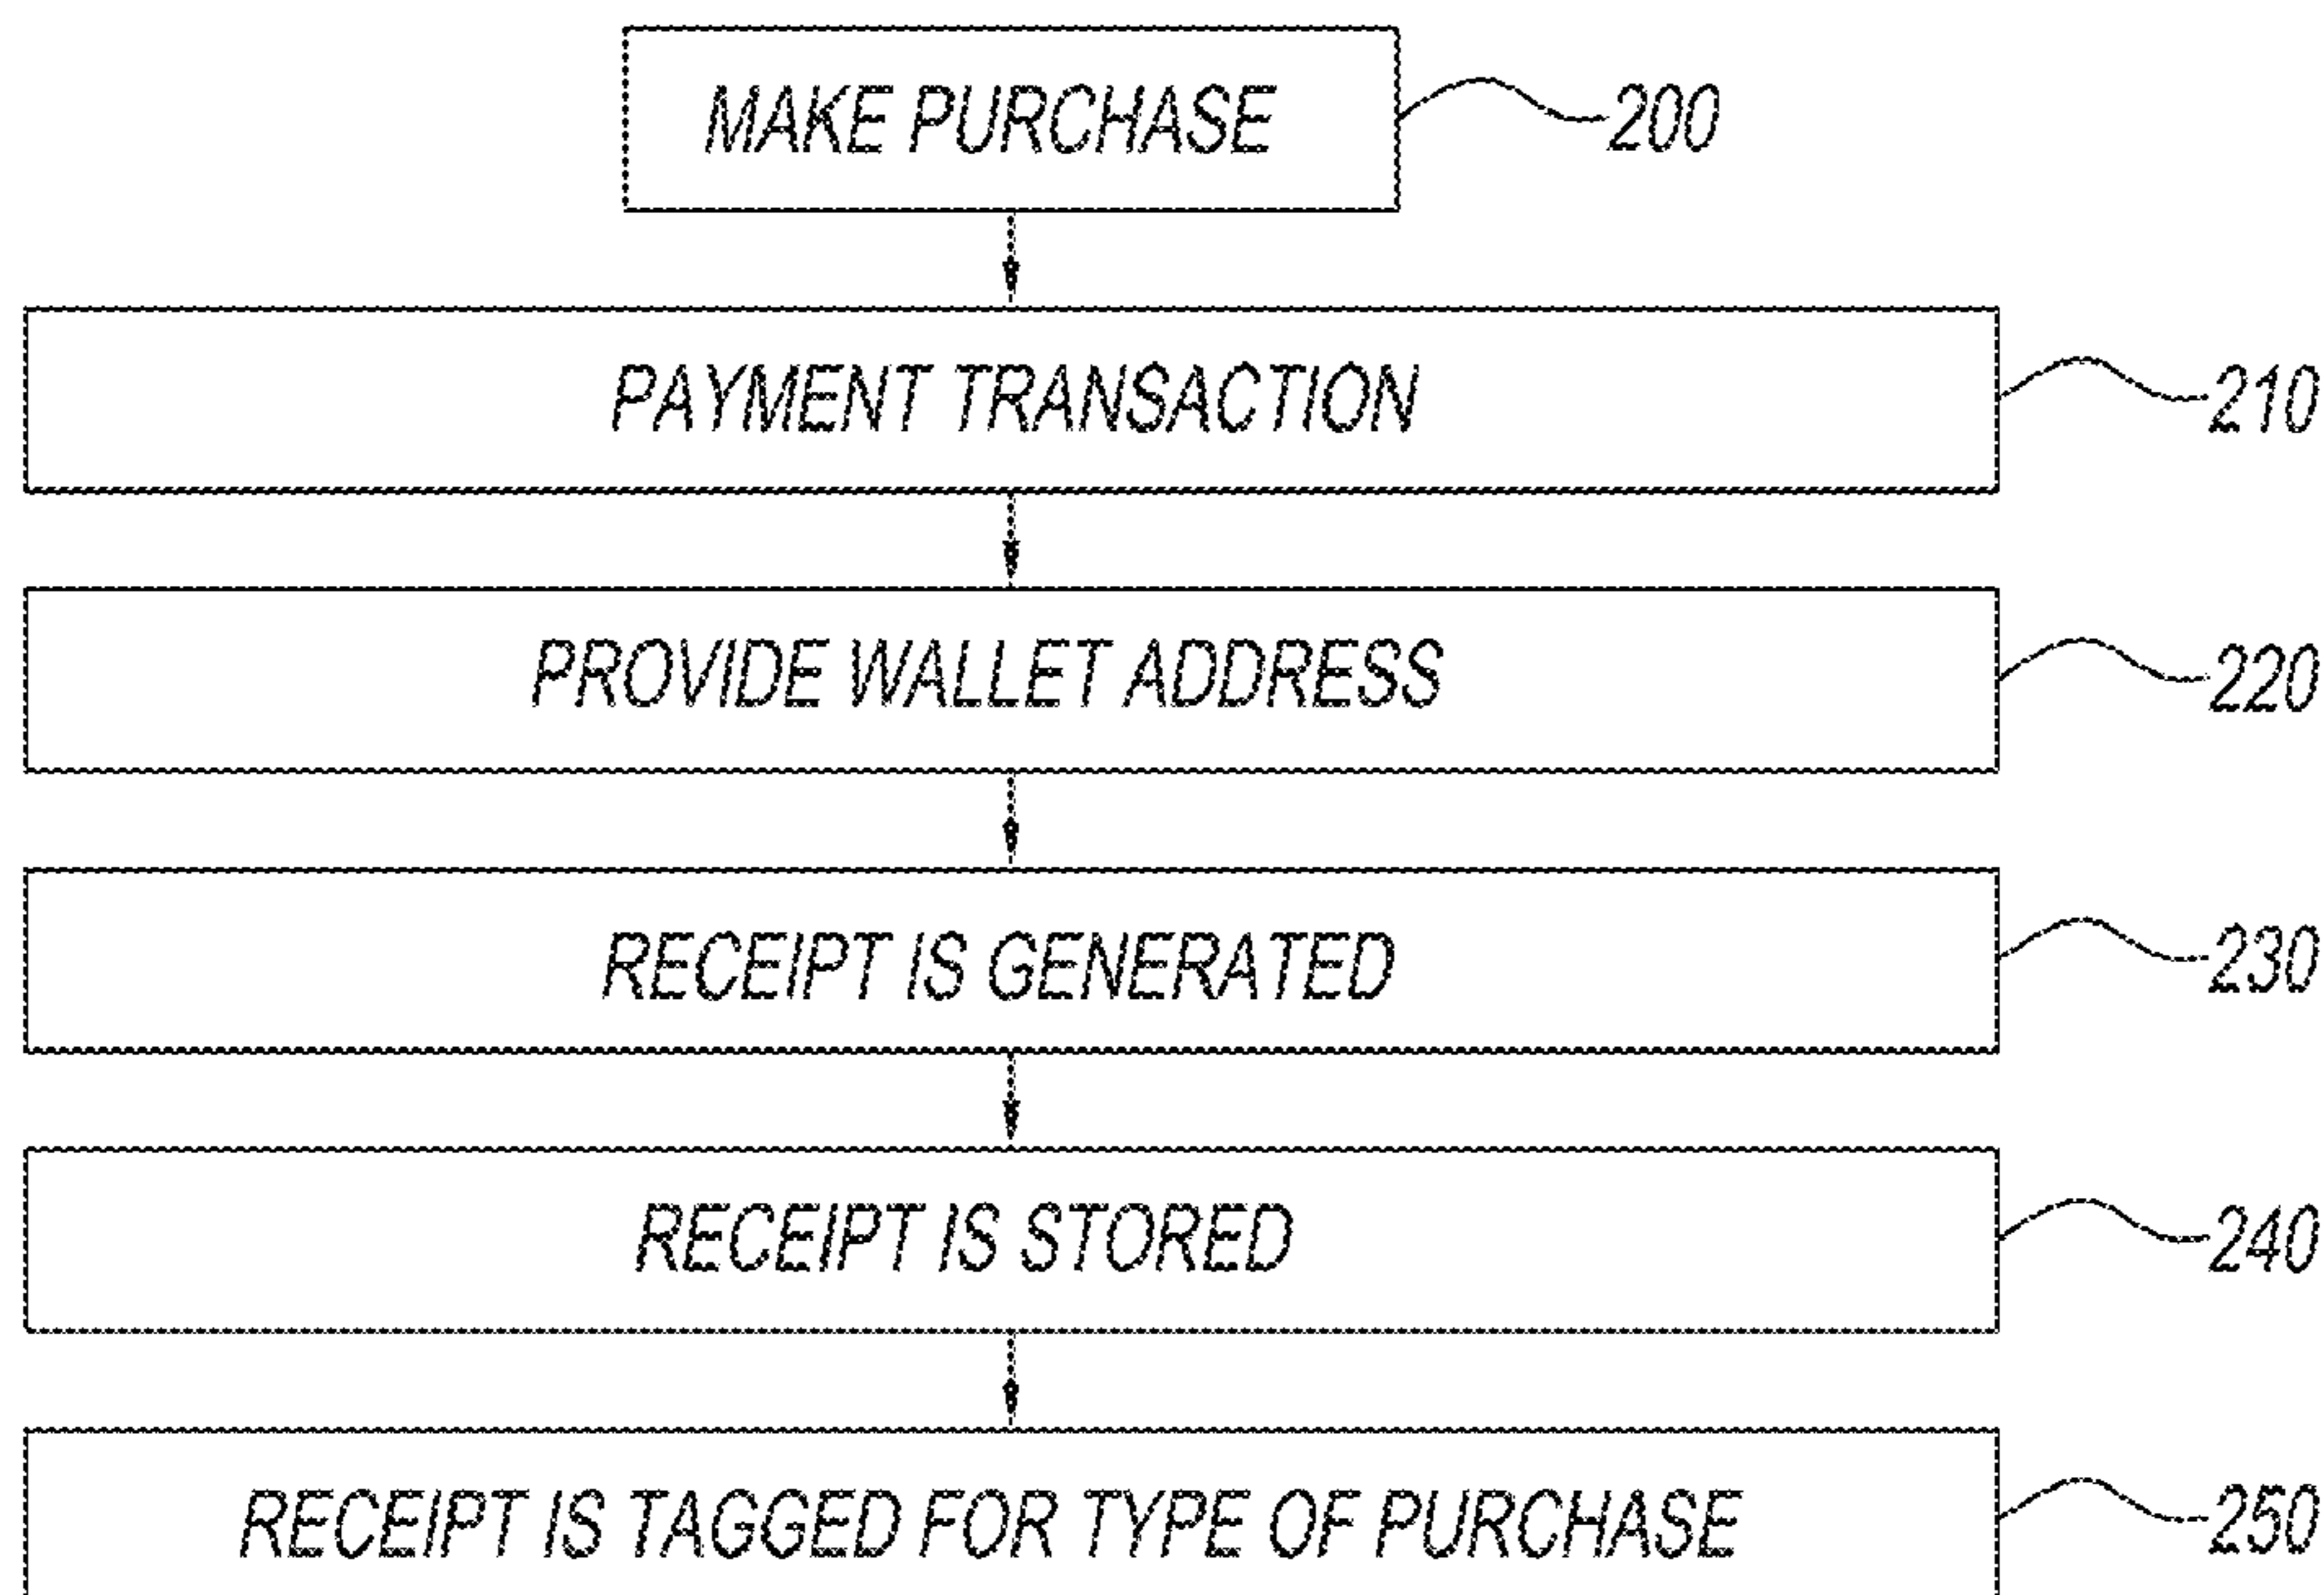 MAKE PURCHASE 200
PAYMENT TRANSACTION 210
PROVIDE WALLET ADDRESS 220
RECEIPT IS GENERATED 230
RECEIPT IS STORED 240
RECEIPT IS TAGGED FOR TYPE OF PURCHASE 250